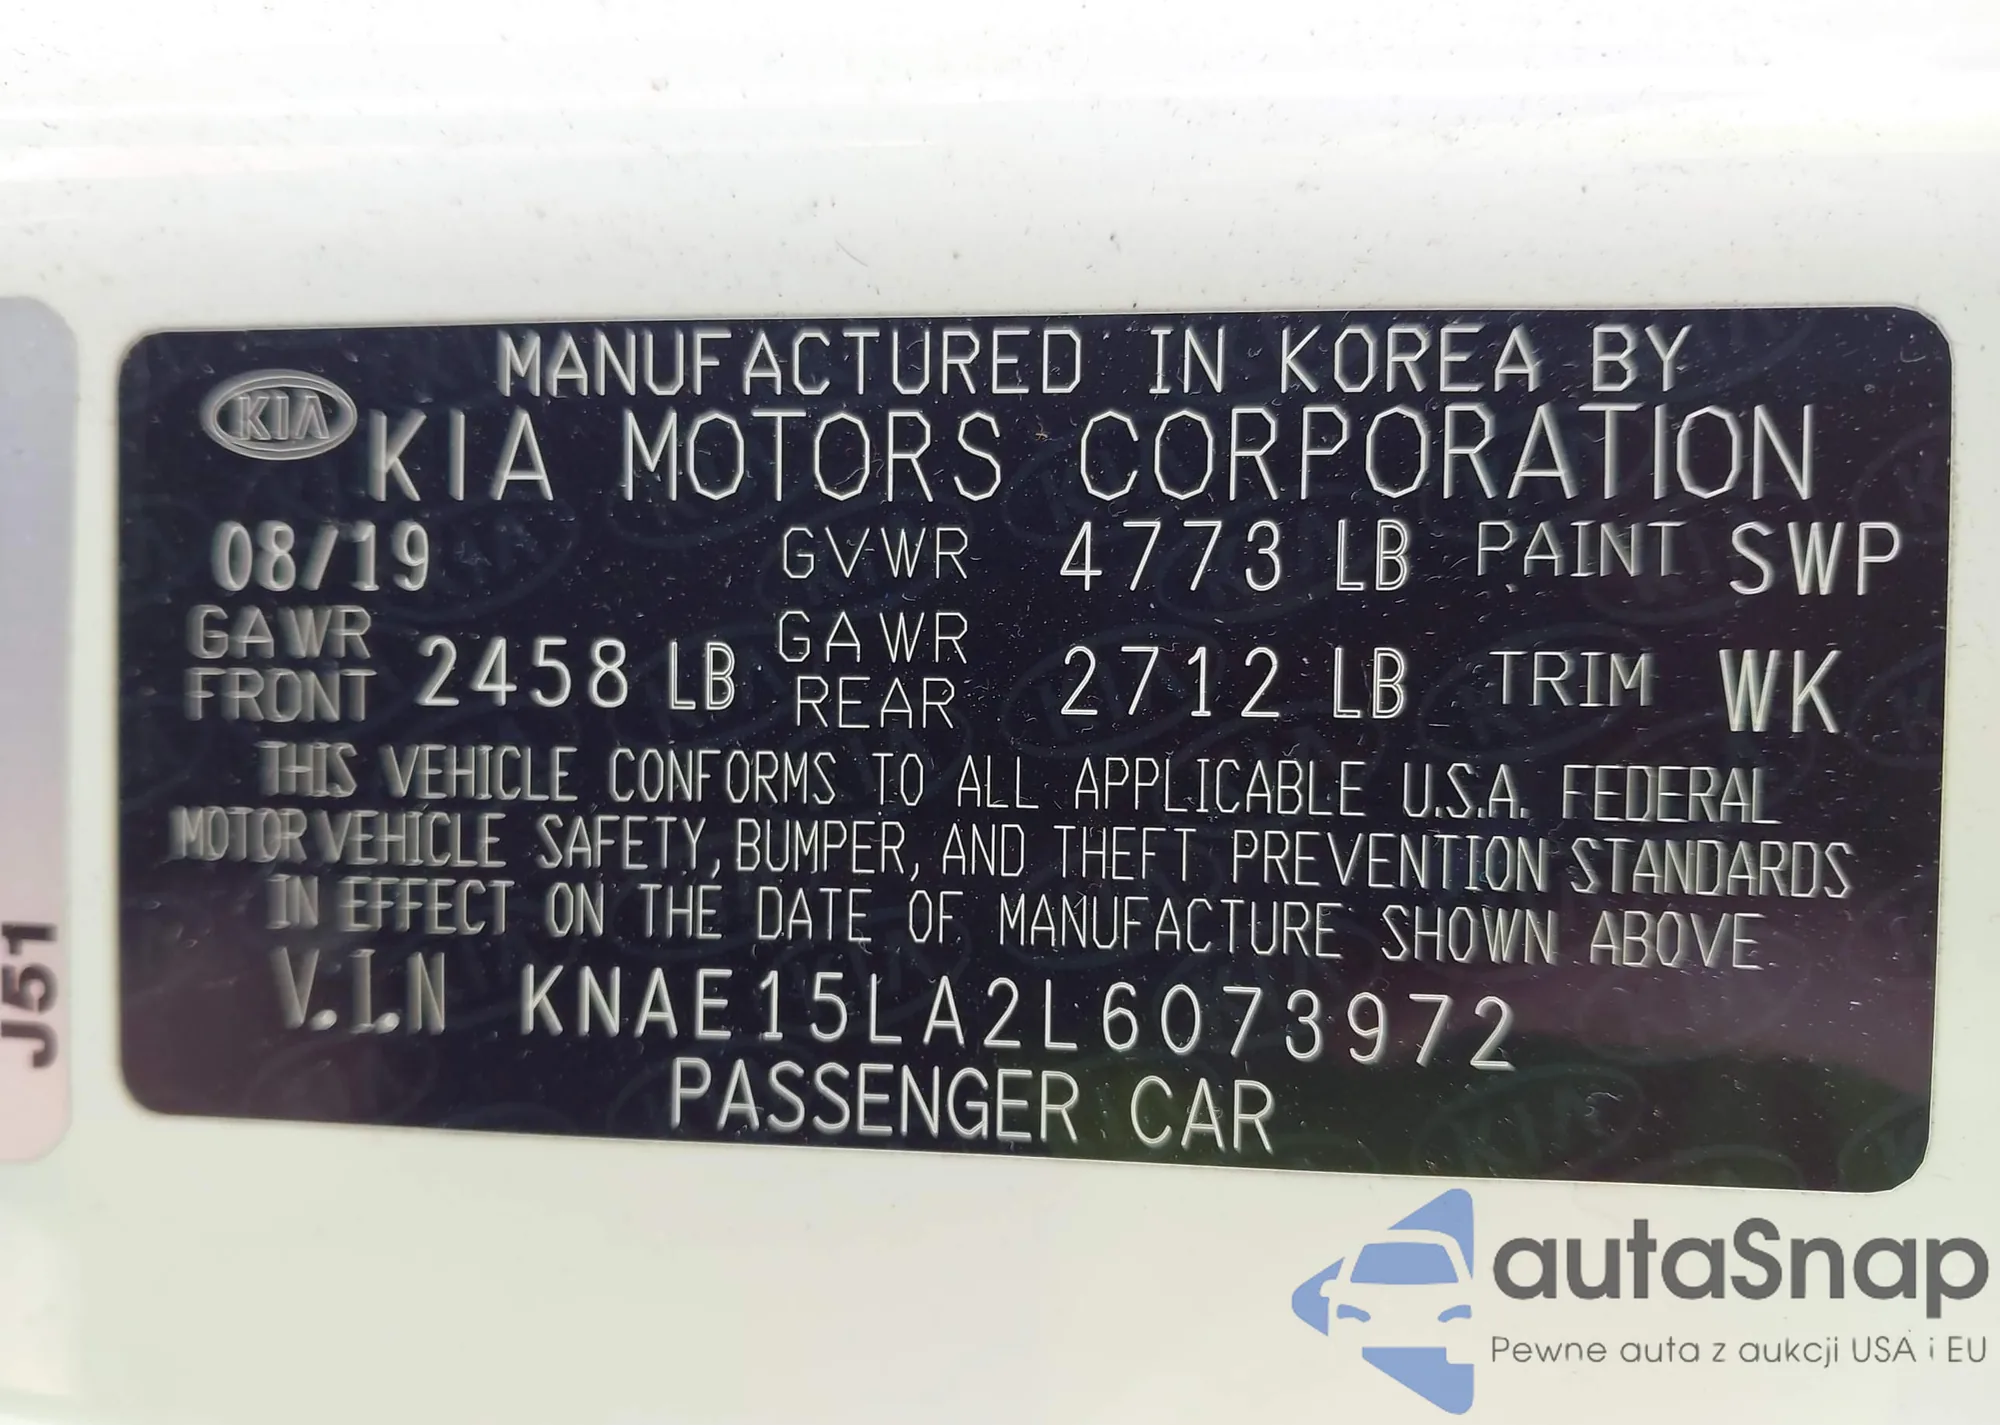 MANUFACTURED IN KOREA BY
KIA
KIA MOTORS CORPORATION
08/19 GVWR 4773 LB PAINT SWP
GAWR FRONT 2458 LB GAWR REAR 2712 LB TRIM WK
THIS VEHICLE CONFORMS TO ALL APPLICABLE U.S.A. FEDERAL
MOTOR VEHICLE SAFETY, BUMPER, AND THEFT PREVENTION STANDARDS
IN EFFECT ON THE DATE OF MANUFACTURE SHOWN ABOVE
V.I.N KNAE15LA2L6073972
PASSENGER CAR
J51
autaSnap
Pewne auta z aukcji USA i EU